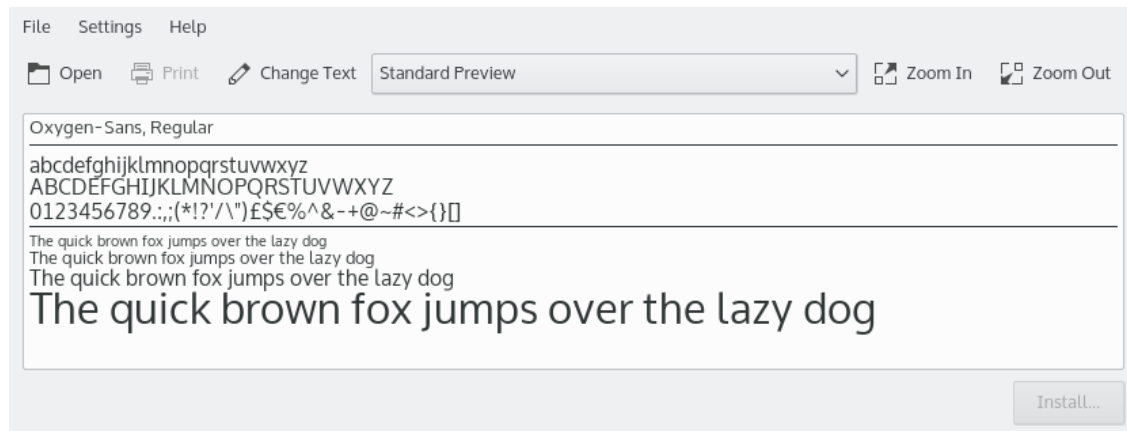 File Settings Help
Open Print Change Text Standard Preview Zoom In Zoom Out
Oxygen-Sans, Regular
abcdefghijklmnopqrstuvwxyz
ABCDEFGHIJKLMNOPQRSTUVWXYZ
0123456789.:,;(*!?'/\")£$€%^&-+@~#<>{}[]
The quick brown fox jumps over the lazy dog
The quick brown fox jumps over the lazy dog
The quick brown fox jumps over the lazy dog
The quick brown fox jumps over the lazy dog
Install...